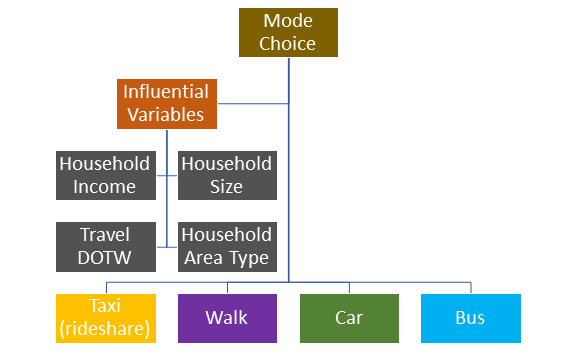 Mode
Choice
Influential
Variables
Household
Income
Household
Size
Travel
DOTW
Household
Area Type
Taxi
(rideshare)
Walk
Car
Bus